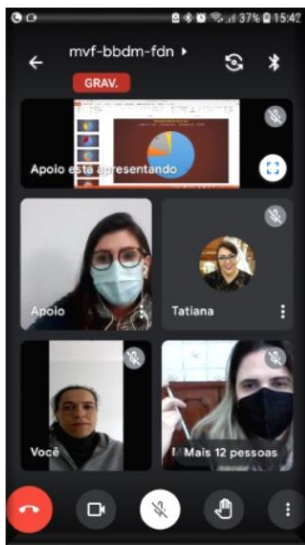 37% 15:42
mvf-bbdm-fdn
GRAV.
Apoio está apresentando
Apoio
Tatiana
Você
Mais 12 pessoas